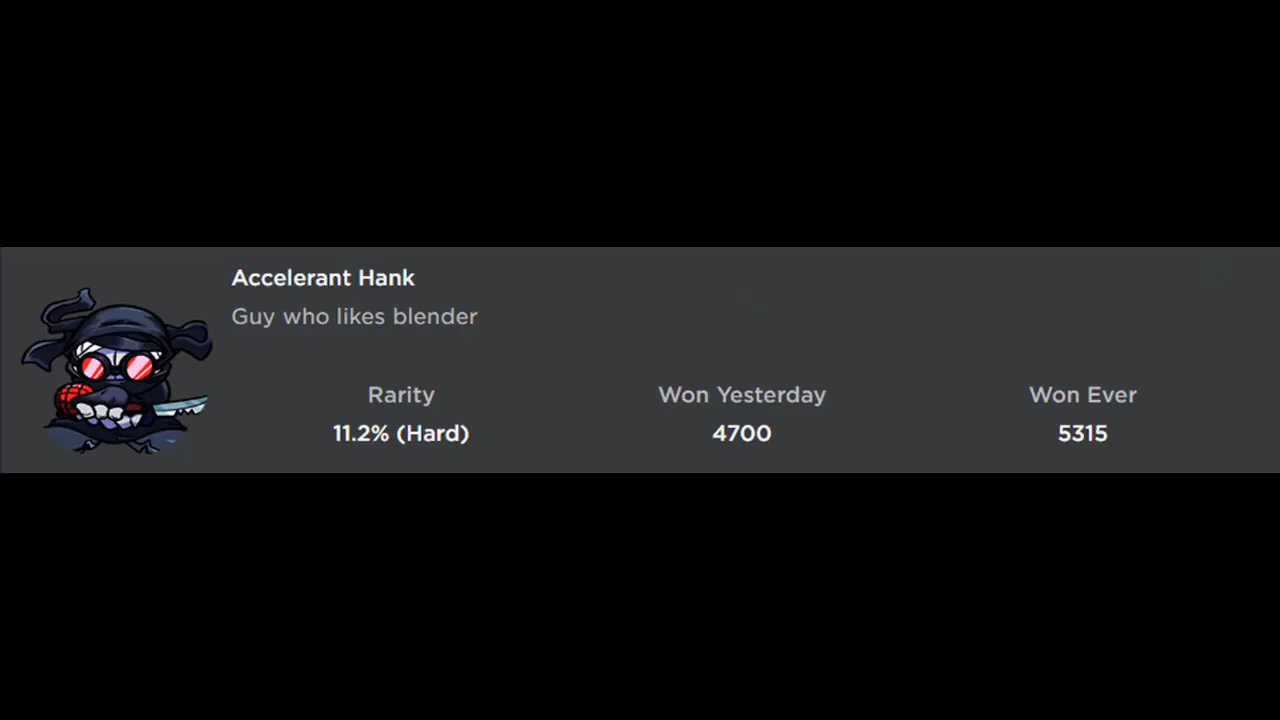 Accelerant Hank
Guy who likes blender
Rarity Won Yesterday Won Ever
11.2% (Hard) 4700 5315